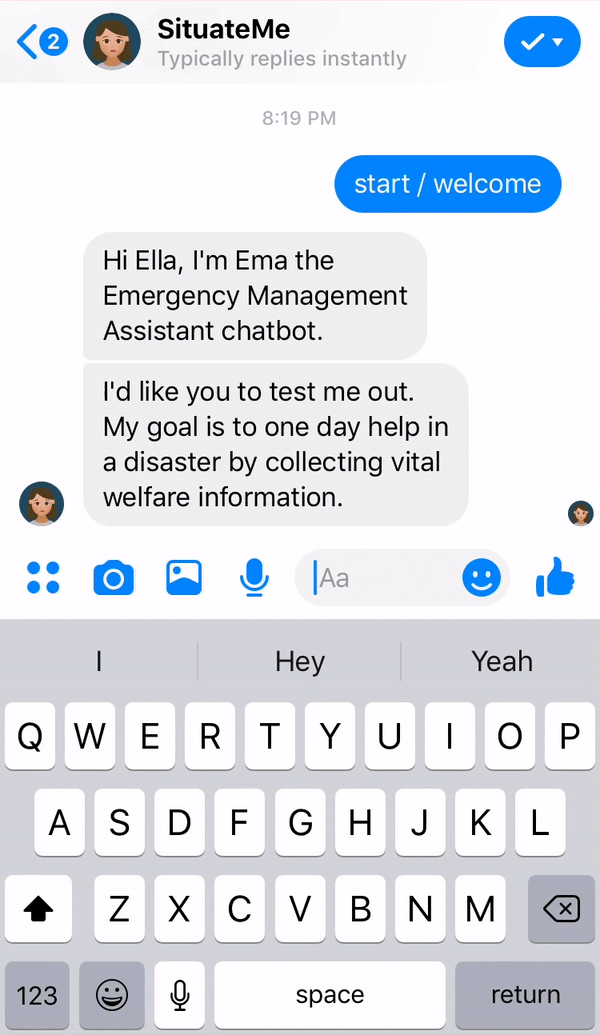 2
SituateMe
Typically replies instantly
8:19 PM
start / welcome
Hi Ella, I'm Ema the
Emergency Management
Assistant chatbot.
I'd like you to test me out.
My goal is to one day help in
a disaster by collecting vital
welfare information.
Aa
I Hey Yeah
Q W E R T Y U I O P
A S D F G H J K L
Z X C V B N M
123 space return